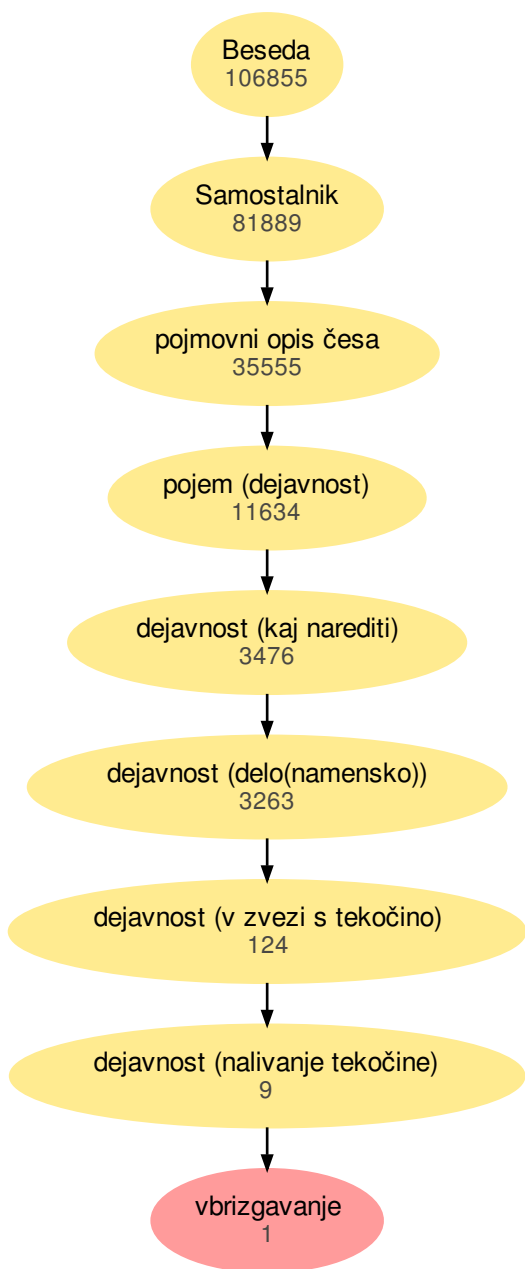 Beseda
106855
Samostalnik
81889
pojmovni opis česa
35555
pojem (dejavnost)
11634
dejavnost (kaj narediti)
3476
dejavnost (delo(namensko))
3263
dejavnost (v zvezi s tekočino)
124
dejavnost (nalivanje tekočine)
9
vbrizgavanje
1